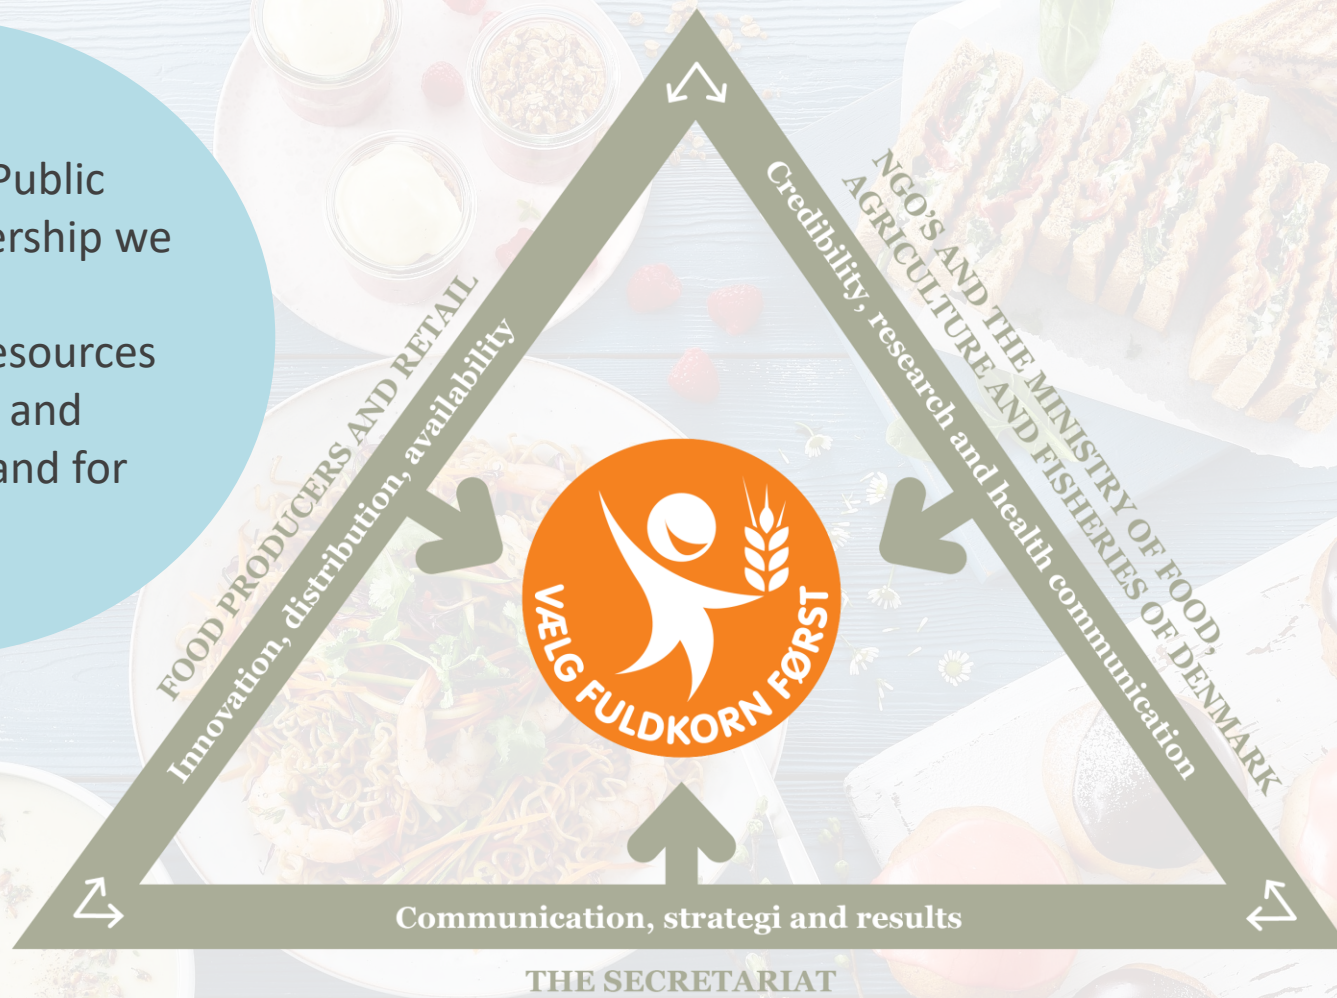 Public
ership we
esources
and
and for
FOOD PRODUCERS AND RETAIL
Innovation, distribution, availability
Credibility, research and health communication
NGO'S AND THE MINISTRY OF FOOD,
AGRICULTURE AND FISHERIES OF DENMARK
VÆLG FULDKORN FØRST
Communication, strategi and results
THE SECRETARIAT